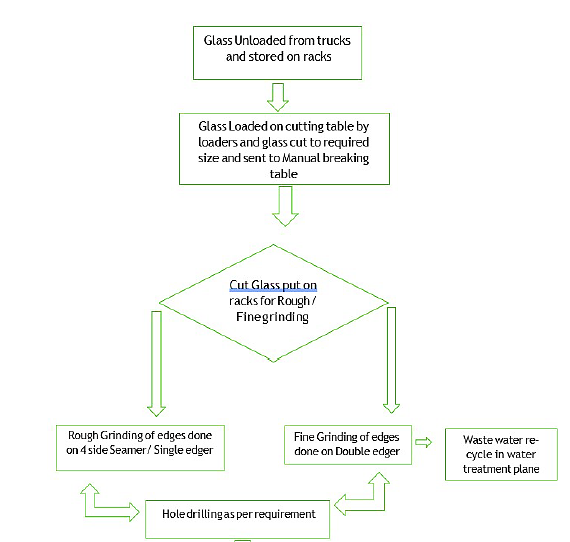 Glass Unloaded from trucks
and stored on racks
Glass Loaded on cutting table by
loaders and glass cut to required
size and sent to Manual breaking
table
Cut Glass put on
racks for Rough /
Fine grinding
Rough Grinding of edges done
on 4 side Seamer/ Single edger
Fine Grinding of edges
done on Double edger
Waste water re-
cycle in water
treatment plane
Hole drilling as per requirement